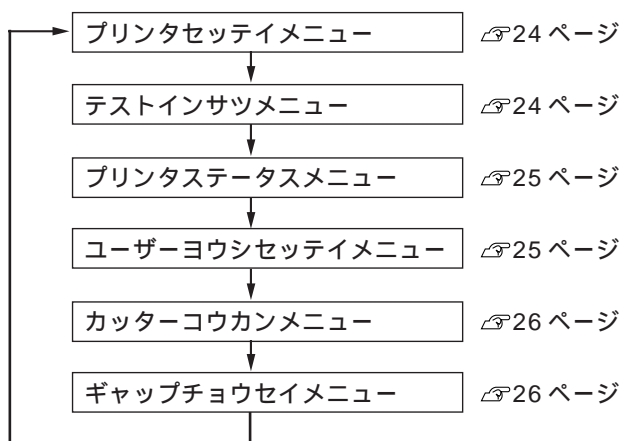 プリンタセッテイメニュー ☞24 ページ
テストインサツメニュー ☞24 ページ
プリンタステータスメニュー ☞25 ページ
ユーザーヨウシセッテイメニュー ☞25 ページ
カッターコウカンメニュー ☞26 ページ
ギャップチョウセイメニュー ☞26 ページ